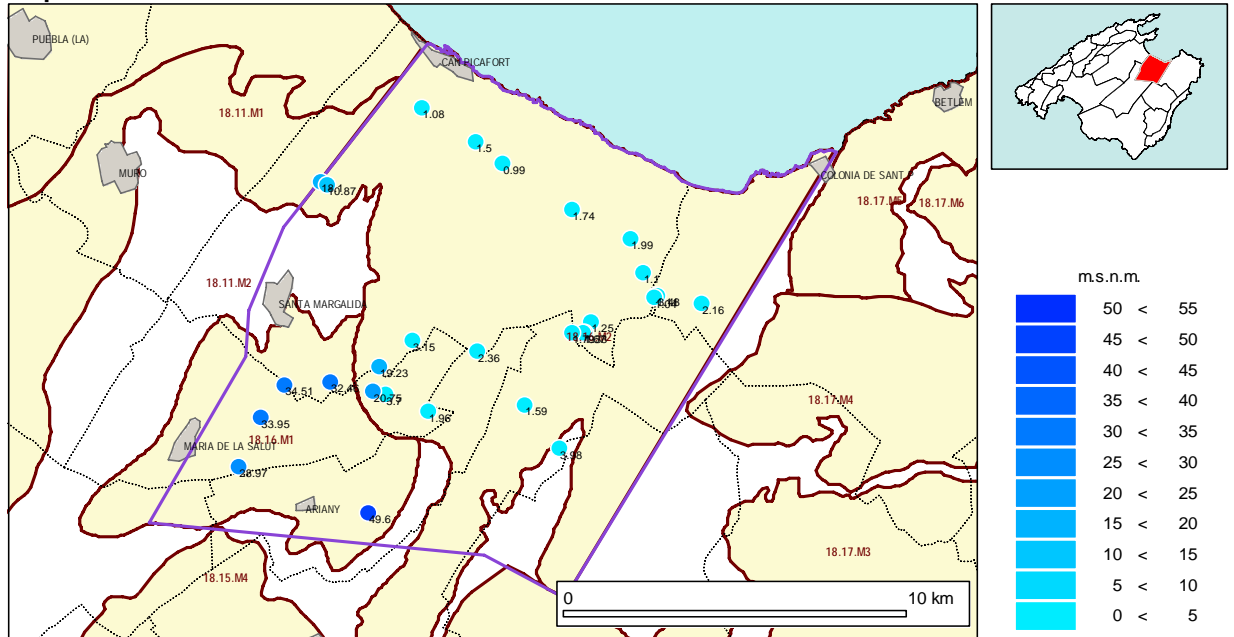 PUEBLA (LA)
CAN PICAFORT
BETLEM
1.08
18.11.M1
1.5
MURO
0.99
COLONIA DE SANT
10.87
18.17.M6
1.74
1.99
18.11.M2
SANTA MARGALIDA
2.16
1.25
3.15
2.36
19.23
34.51
32.45
20.75
3.7
1.59
18.17.M4
1.96
33.95
18.16.M1
MARIA DE LA SALUT
3.98
28.97
ARIANY
49.6
18.17.M3
18.15.M4
0
10 km
m.s.n.m.
50 < 55
45 < 50
40 < 45
35 < 40
30 < 35
25 < 30
20 < 25
15 < 20
10 < 15
5 < 10
0 < 5